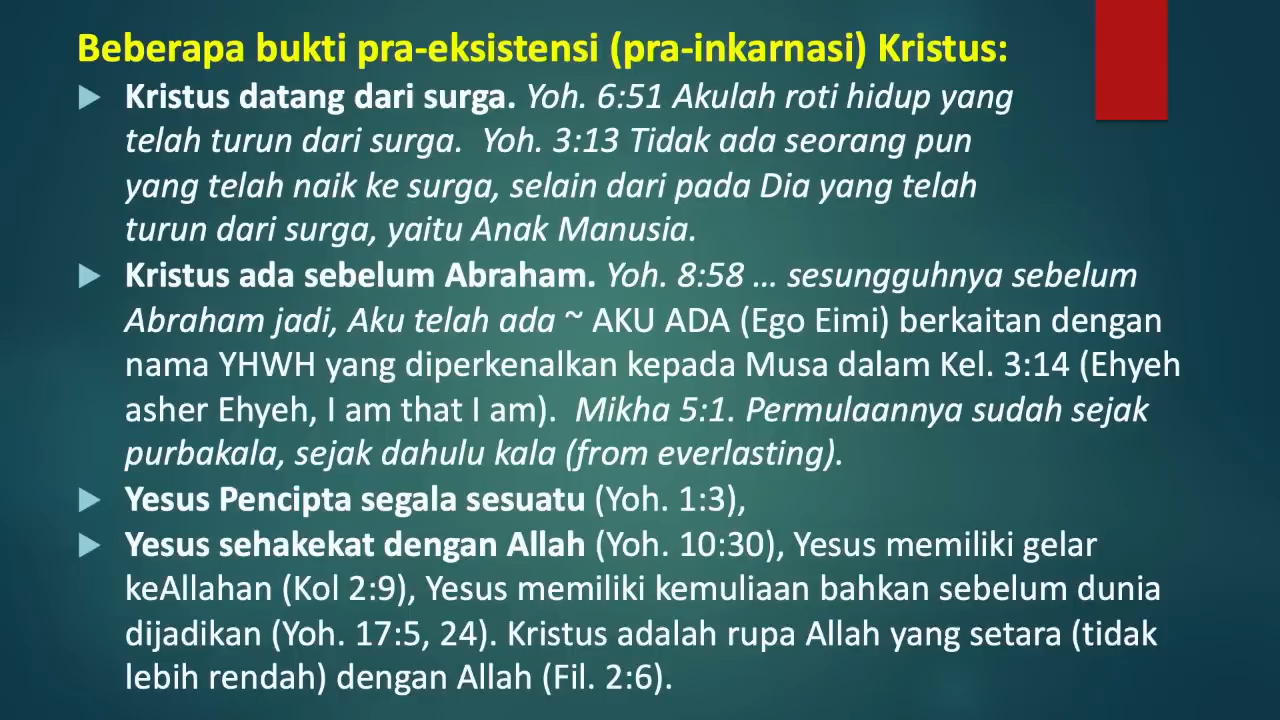 Beberapa bukti pra-eksistensi (pra-inkarnasi) Kristus:
Kristus datang dari surga. Yoh. 6:51 Akulah roti hidup yang
telah turun dari surga. Yoh. 3:13 Tidak ada seorang pun
yang telah naik ke surga, selain dari pada Dia yang telah
turun dari surga, yaitu Anak Manusia.
Kristus ada sebelum Abraham. Yoh. 8:58 ... sesungguhnya sebelum
Abraham jadi, Aku telah ada ~ AKU ADA (Ego Eimi) berkaitan dengan
nama YHWH yang diperkenalkan kepada Musa dalam Kel. 3:14 (Ehyeh
asher Ehyeh, I am that I am). Mikha 5:1. Permulaannya sudah sejak
purbakala, sejak dahulu kala (from everlasting).
Yesus Pencipta segala sesuatu (Yoh. 1:3),
Yesus sehakekat dengan Allah (Yoh. 10:30), Yesus memiliki gelar
keAllahan (Kol 2:9), Yesus memiliki kemuliaan bahkan sebelum dunia
dijadikan (Yoh. 17:5, 24). Kristus adalah rupa Allah yang setara (tidak
lebih rendah) dengan Allah (Fil. 2:6).